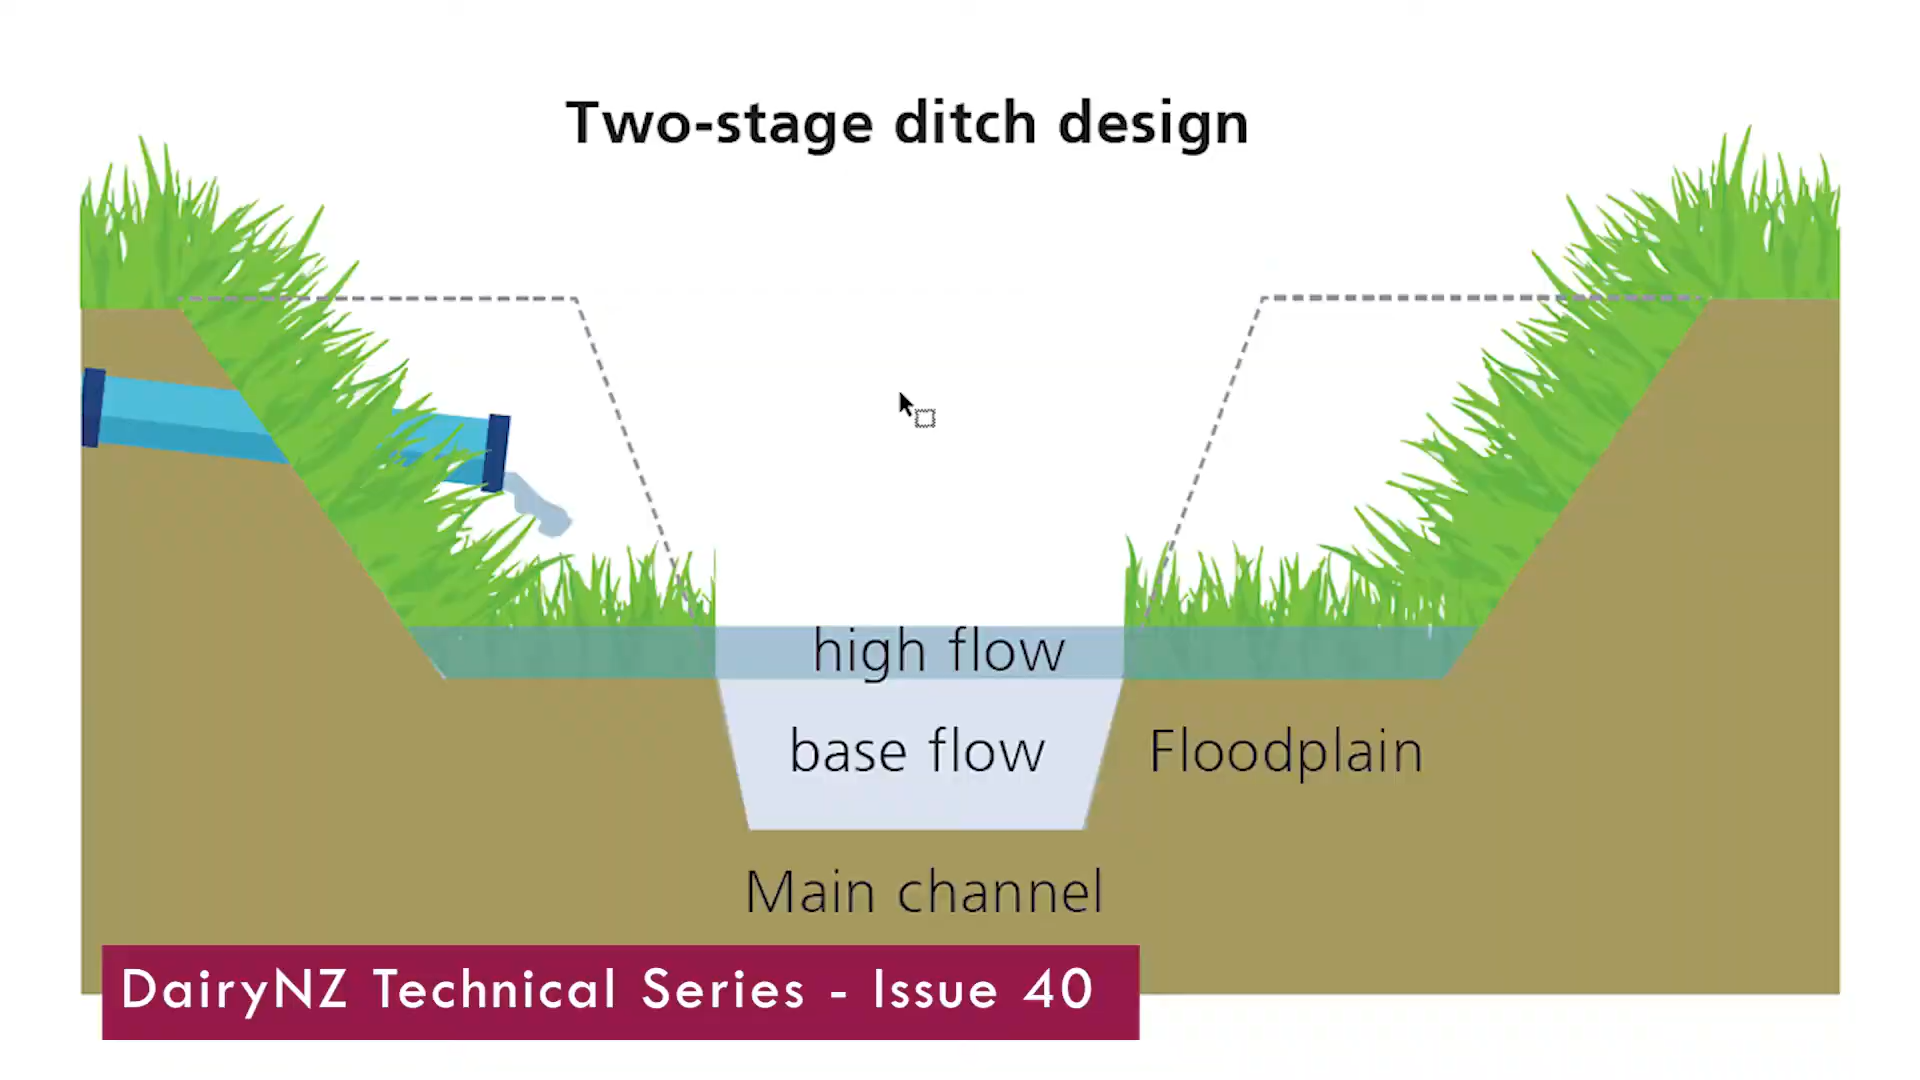 Two-stage ditch design
high flow
base flow
Floodplain
Main channel
DairyNZ Technical Series - Issue 40